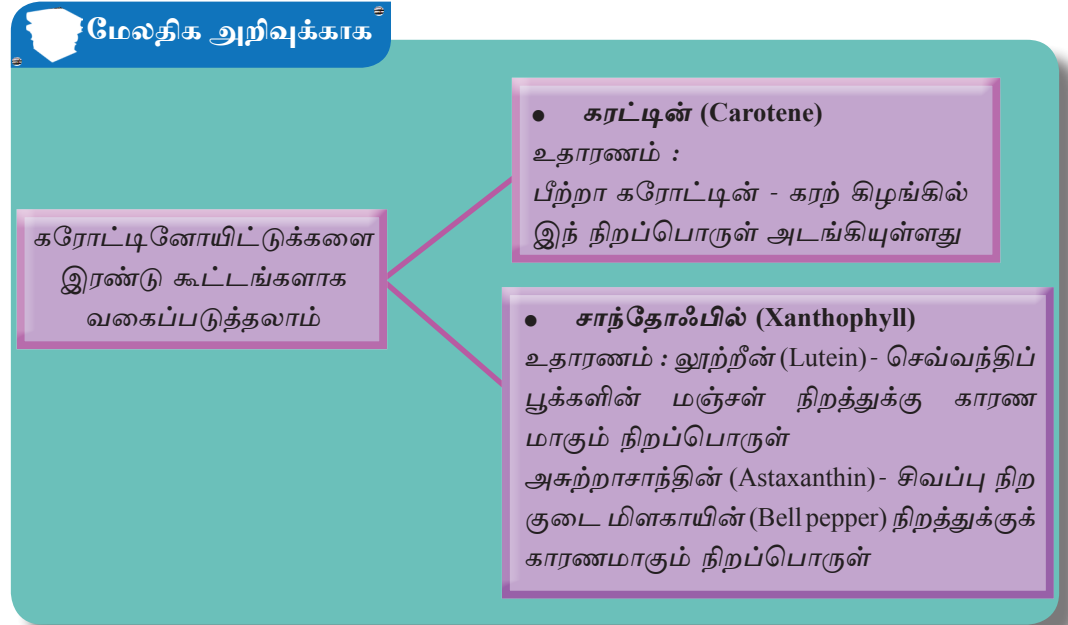 மேலதிக அறிவுக்காக
கரோட்டினோயிட்டுக்களை
இரண்டு கூட்டங்களாக
வகைப்படுத்தலாம்
● கரட்டின் (Carotene)
உதாரணம் :
பீற்றா கரோட்டின் - கரற் கிழங்கில்
இந் நிறப்பொருள் அடங்கியுள்ளது
● சாந்தோஃபில் (Xanthophyll)
உதாரணம் : லூற்றீன் (Lutein) - செவ்வந்திப்
பூக்களின் மஞ்சள் நிறத்துக்கு காரண
மாகும் நிறப்பொருள்
அசுற்றாசாந்தின் (Astaxanthin) - சிவப்பு நிற
குடை மிளகாயின் (Bell pepper) நிறத்துக்குக்
காரணமாகும் நிறப்பொருள்